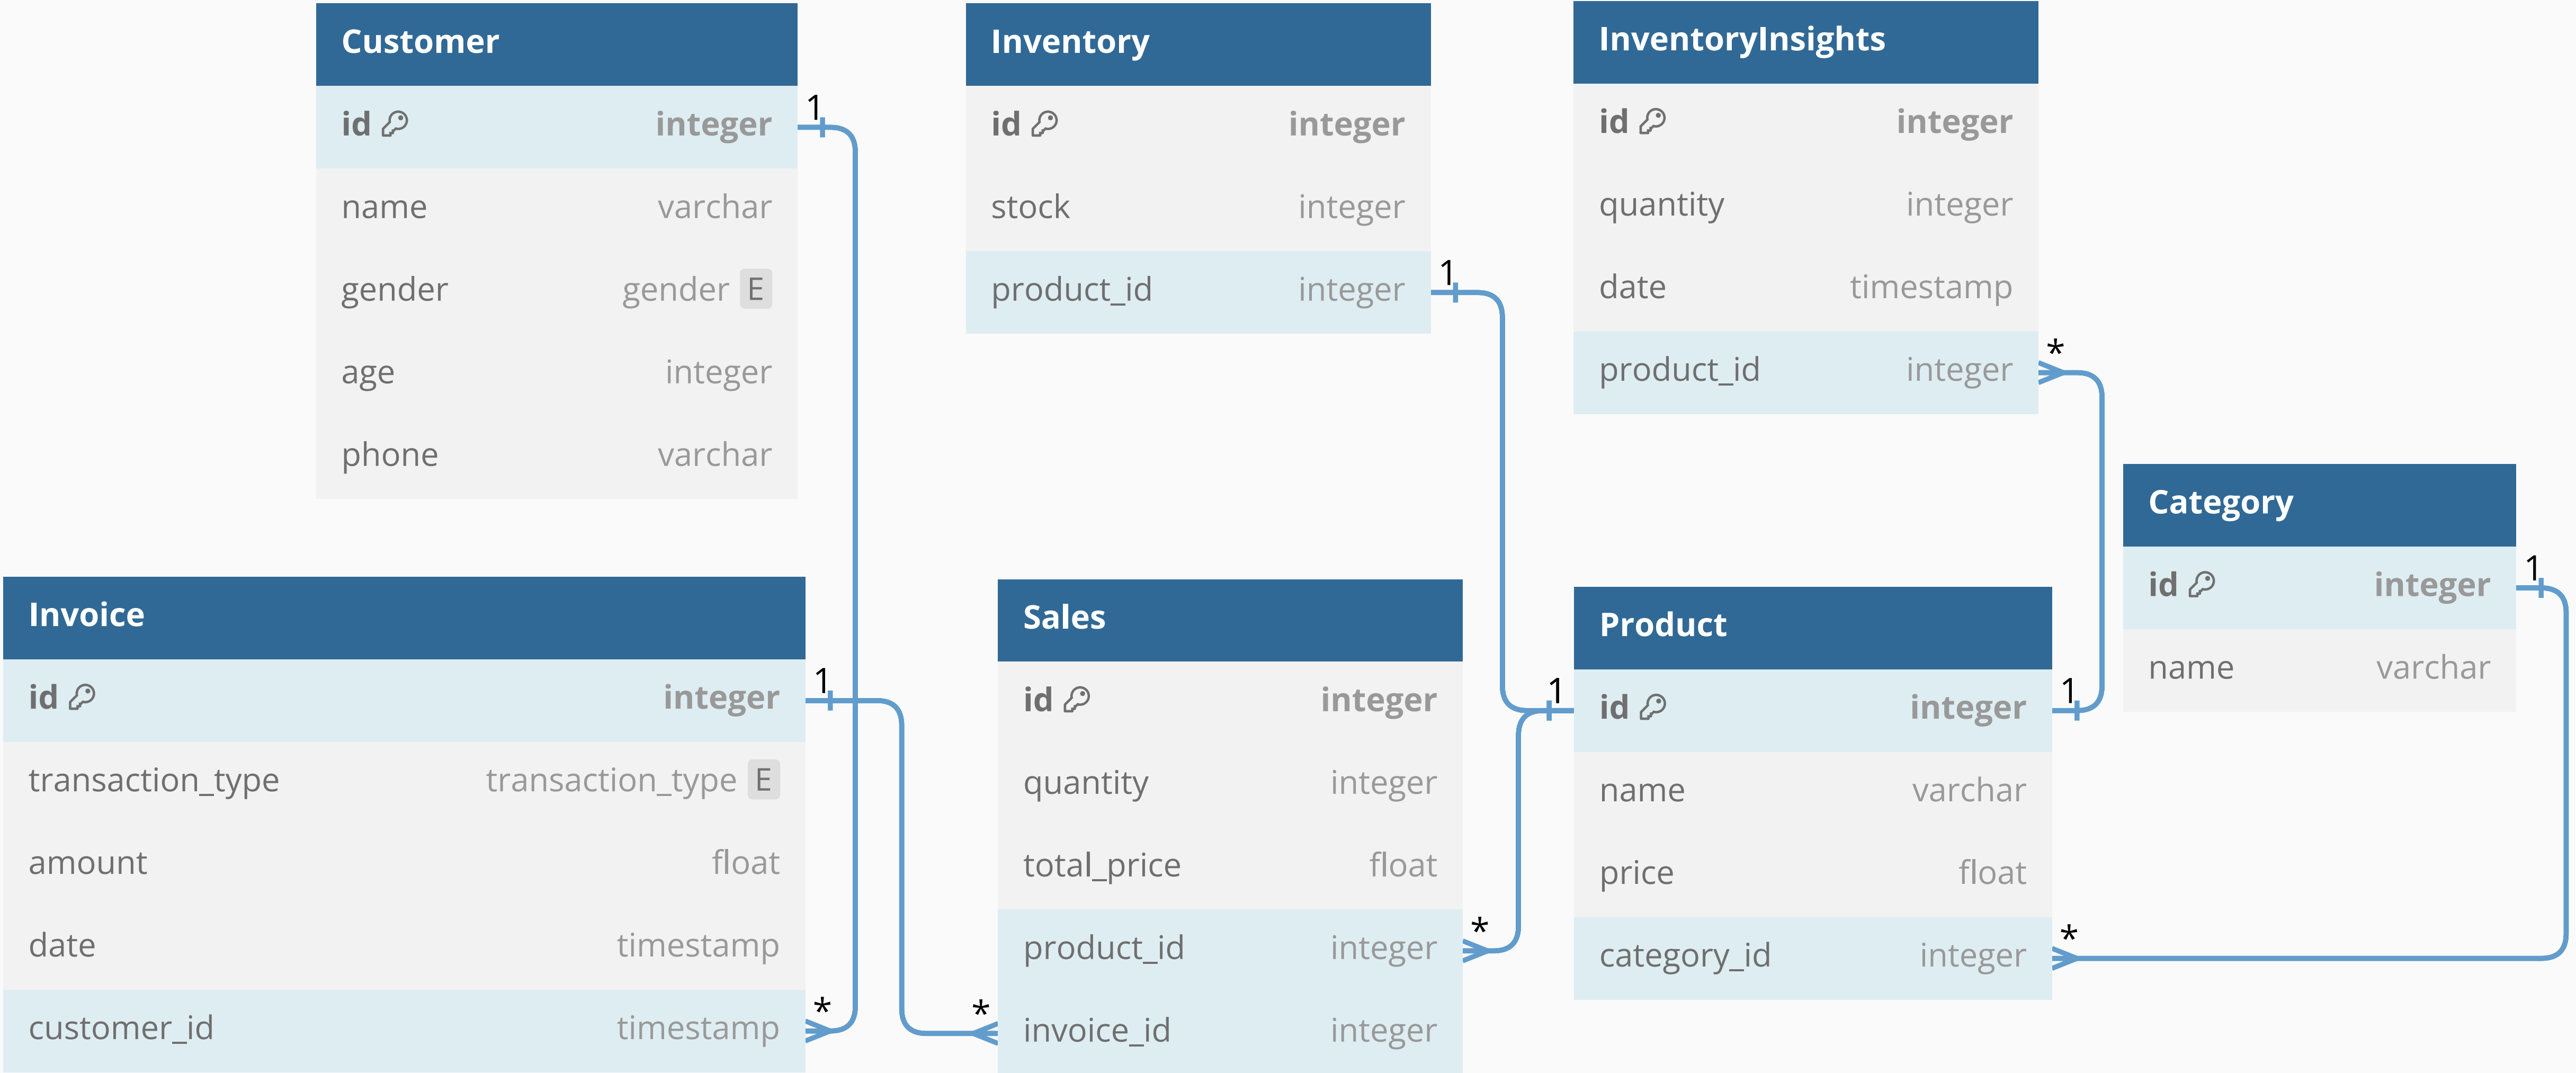 Customer
id integer
name varchar
gender gender E
age integer
phone varchar
1
Inventory
id integer
stock integer
product_id integer
1
InventoryInsights
id integer
quantity integer
date timestamp
product_id integer
*
Category
id integer
name varchar
1
Invoice
id integer
transaction_type transaction_type E
amount float
date timestamp
customer_id timestamp
1
*
Sales
id integer
quantity integer
total_price float
product_id integer
invoice_id integer
*
*
Product
id integer
name varchar
price float
category_id integer
1
1
*